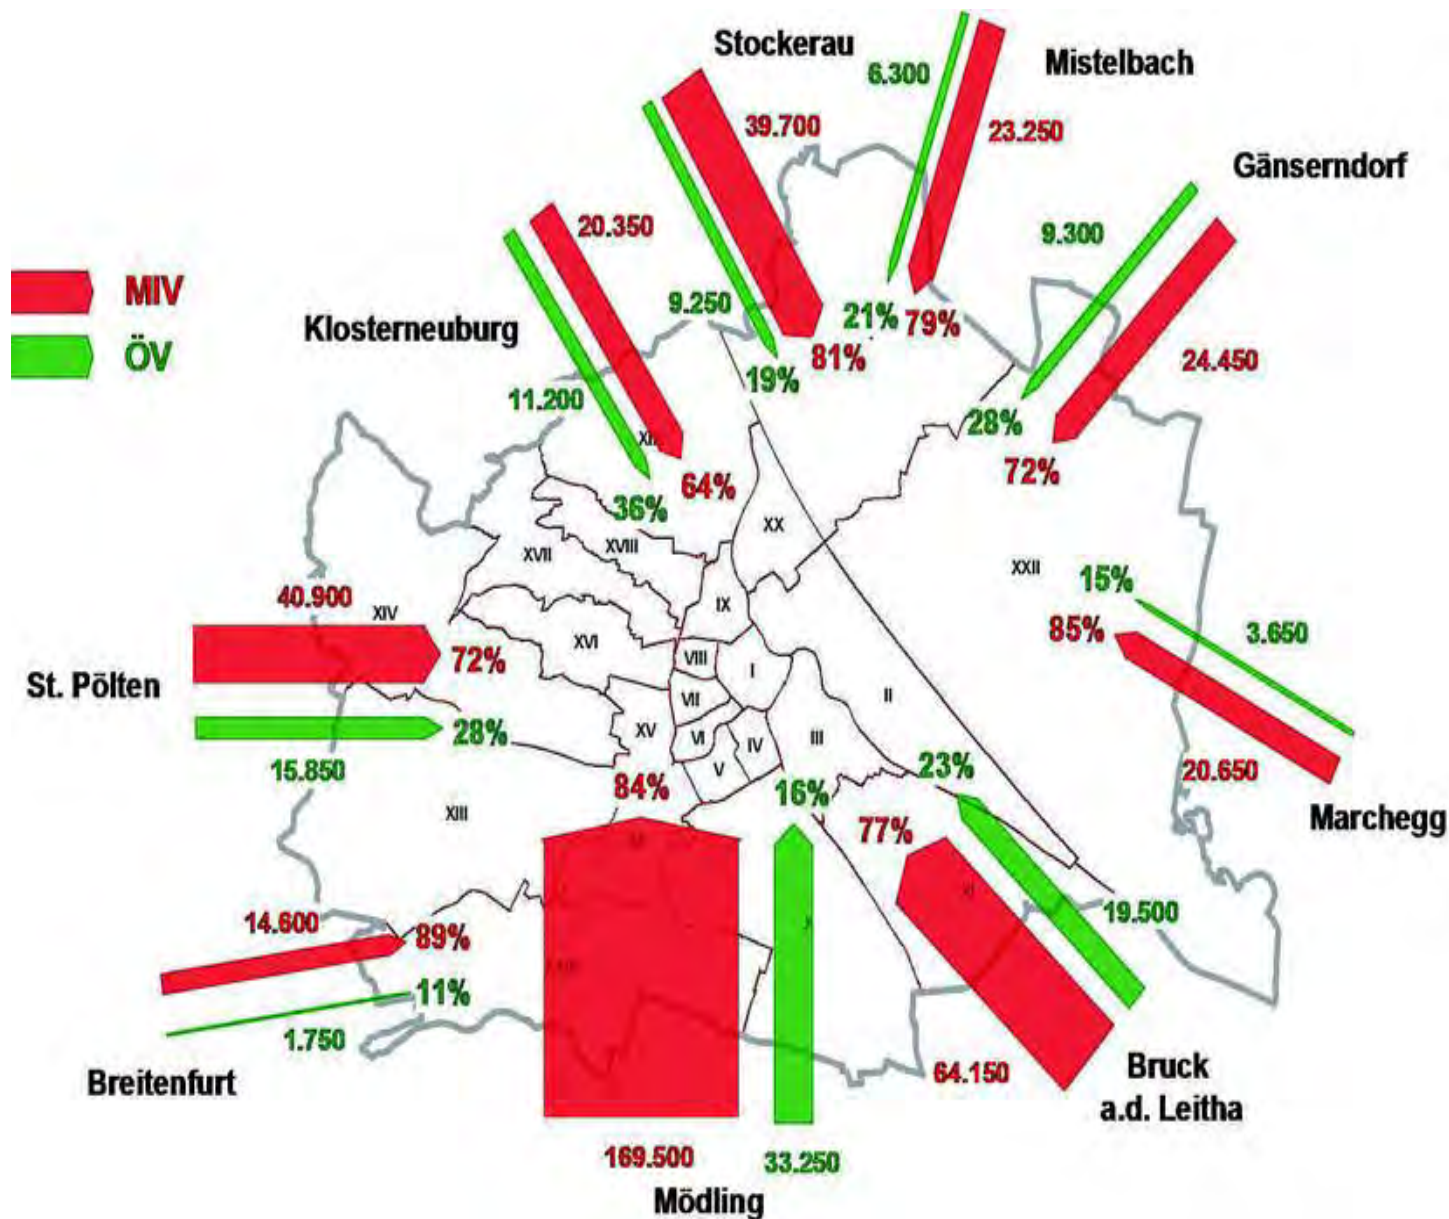 Stockerau
Mistelbach
Gänserndorf
6.300
39.700
23.250
9.300
20.350
MIV
ÖV
Klosterneuburg
9.250
11.200
21%
79%
81%
19%
24.450
28%
72%
64%
36%
XX
XVII
XVIII
XXII
15%
85%
3.650
IX
40.900
XIV
XVI
VIII
I
72%
St. Pölten
VII
II
28%
XV
VI
IV
III
V
15.850
23%
20.650
84%
16%
77%
XIII
Marchegg
14.600
89%
XI
19.500
X
11%
1.750
Breitenfurt
64.150
Bruck
a.d. Leitha
169.500
33.250
Mödling